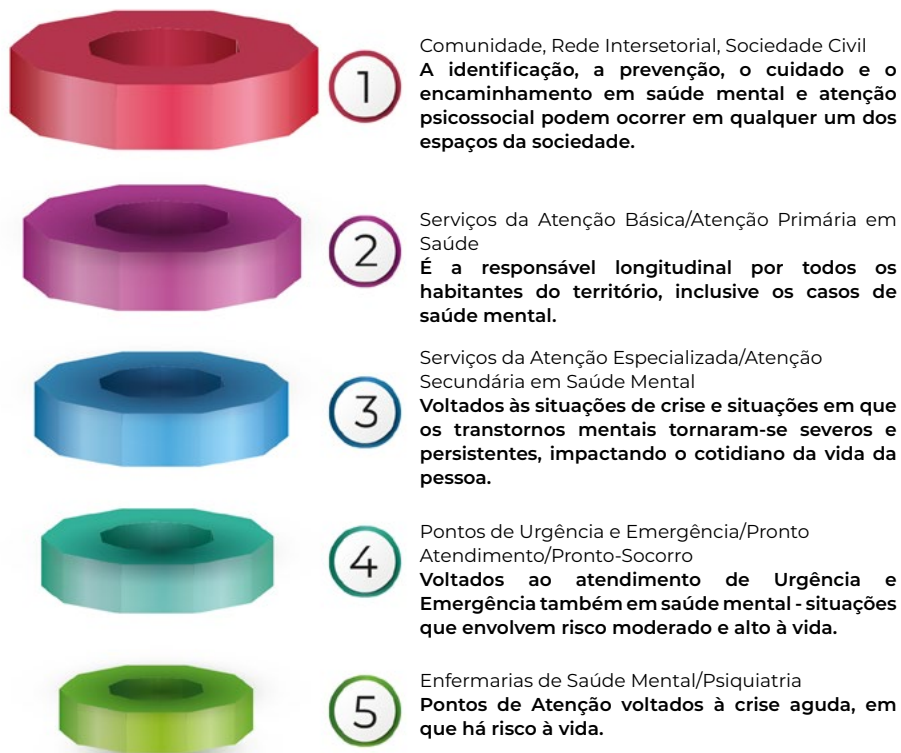 1
Comunidade, Rede Intersetorial, Sociedade Civil
A identificação, a prevenção, o cuidado e o
encaminhamento em saúde mental e atenção
psicossocial podem ocorrer em qualquer um dos
espaços da sociedade.
2
Serviços da Atenção Básica/Atenção Primária em
Saúde
É a responsável longitudinal por todos os
habitantes do território, inclusive os casos de
saúde mental.
3
Serviços da Atenção Especializada/Atenção
Secundária em Saúde Mental
Voltados às situações de crise e situações em que
os transtornos mentais tornaram-se severos e
persistentes, impactando o cotidiano da vida da
pessoa.
4
Pontos de Urgência e Emergência/Pronto
Atendimento/Pronto-Socorro
Voltados ao atendimento de Urgência e
Emergência também em saúde mental - situações
que envolvem risco moderado e alto à vida.
5
Enfermarias de Saúde Mental/Psiquiatria
Pontos de Atenção voltados à crise aguda, em
que há risco à vida.